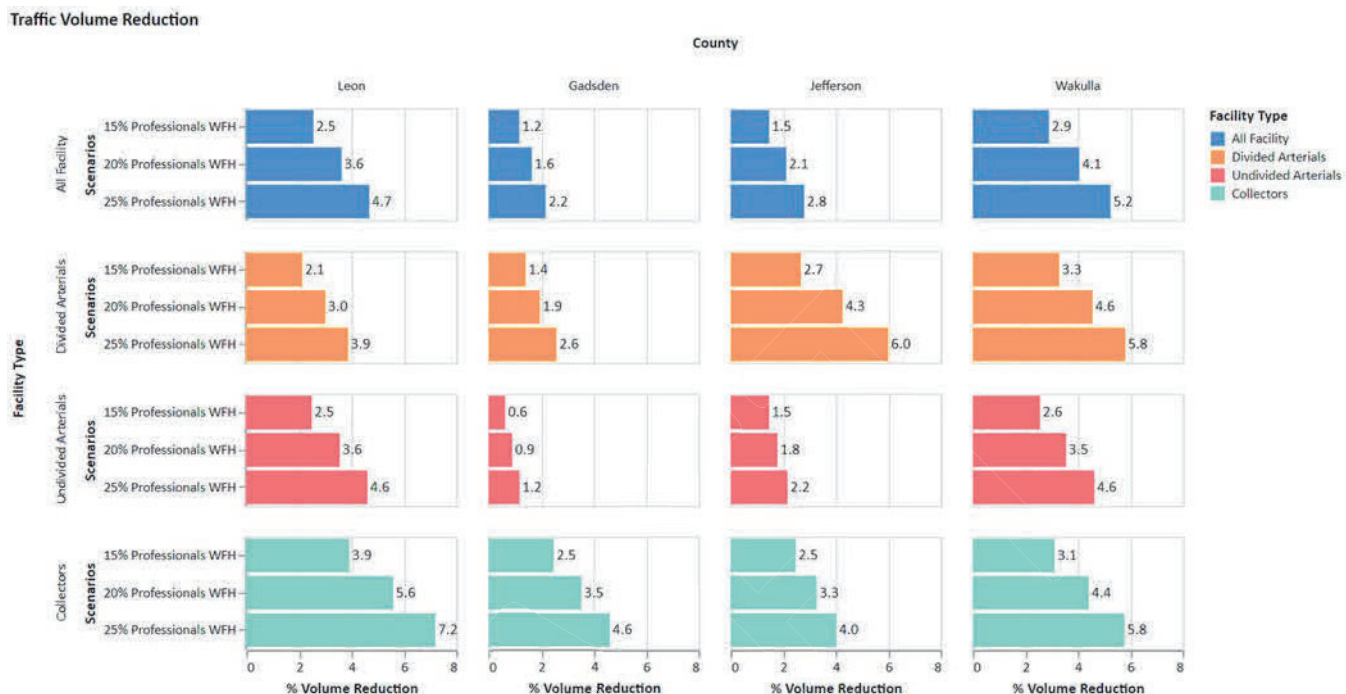 Traffic Volume Reduction
County
Leon
Gadsden
Jefferson
Wakulla
Facility Type
All Facility
Divided Arterials
Undivided Arterials
Collectors
Facility Type
All Facility
Scenarios
15% Professionals WFH
2.5
1.2
1.5
2.9
20% Professionals WFH
3.6
1.6
2.1
4.1
25% Professionals WFH
4.7
2.2
2.8
5.2
Divided Arterials
Scenarios
15% Professionals WFH
2.1
1.4
2.7
3.3
20% Professionals WFH
3.0
1.9
4.3
4.6
25% Professionals WFH
3.9
2.6
6.0
5.8
Undivided Arterials
Scenarios
15% Professionals WFH
2.5
0.6
1.5
2.6
20% Professionals WFH
3.6
0.9
1.8
3.5
25% Professionals WFH
4.6
1.2
2.2
4.6
Collectors
Scenarios
15% Professionals WFH
3.9
2.5
2.5
3.1
20% Professionals WFH
5.6
3.5
3.3
4.4
25% Professionals WFH
7.2
4.6
4.0
5.8
0 2 4 6 8
0 2 4 6 8
0 2 4 6 8
0 2 4 6 8
% Volume Reduction
% Volume Reduction
% Volume Reduction
% Volume Reduction